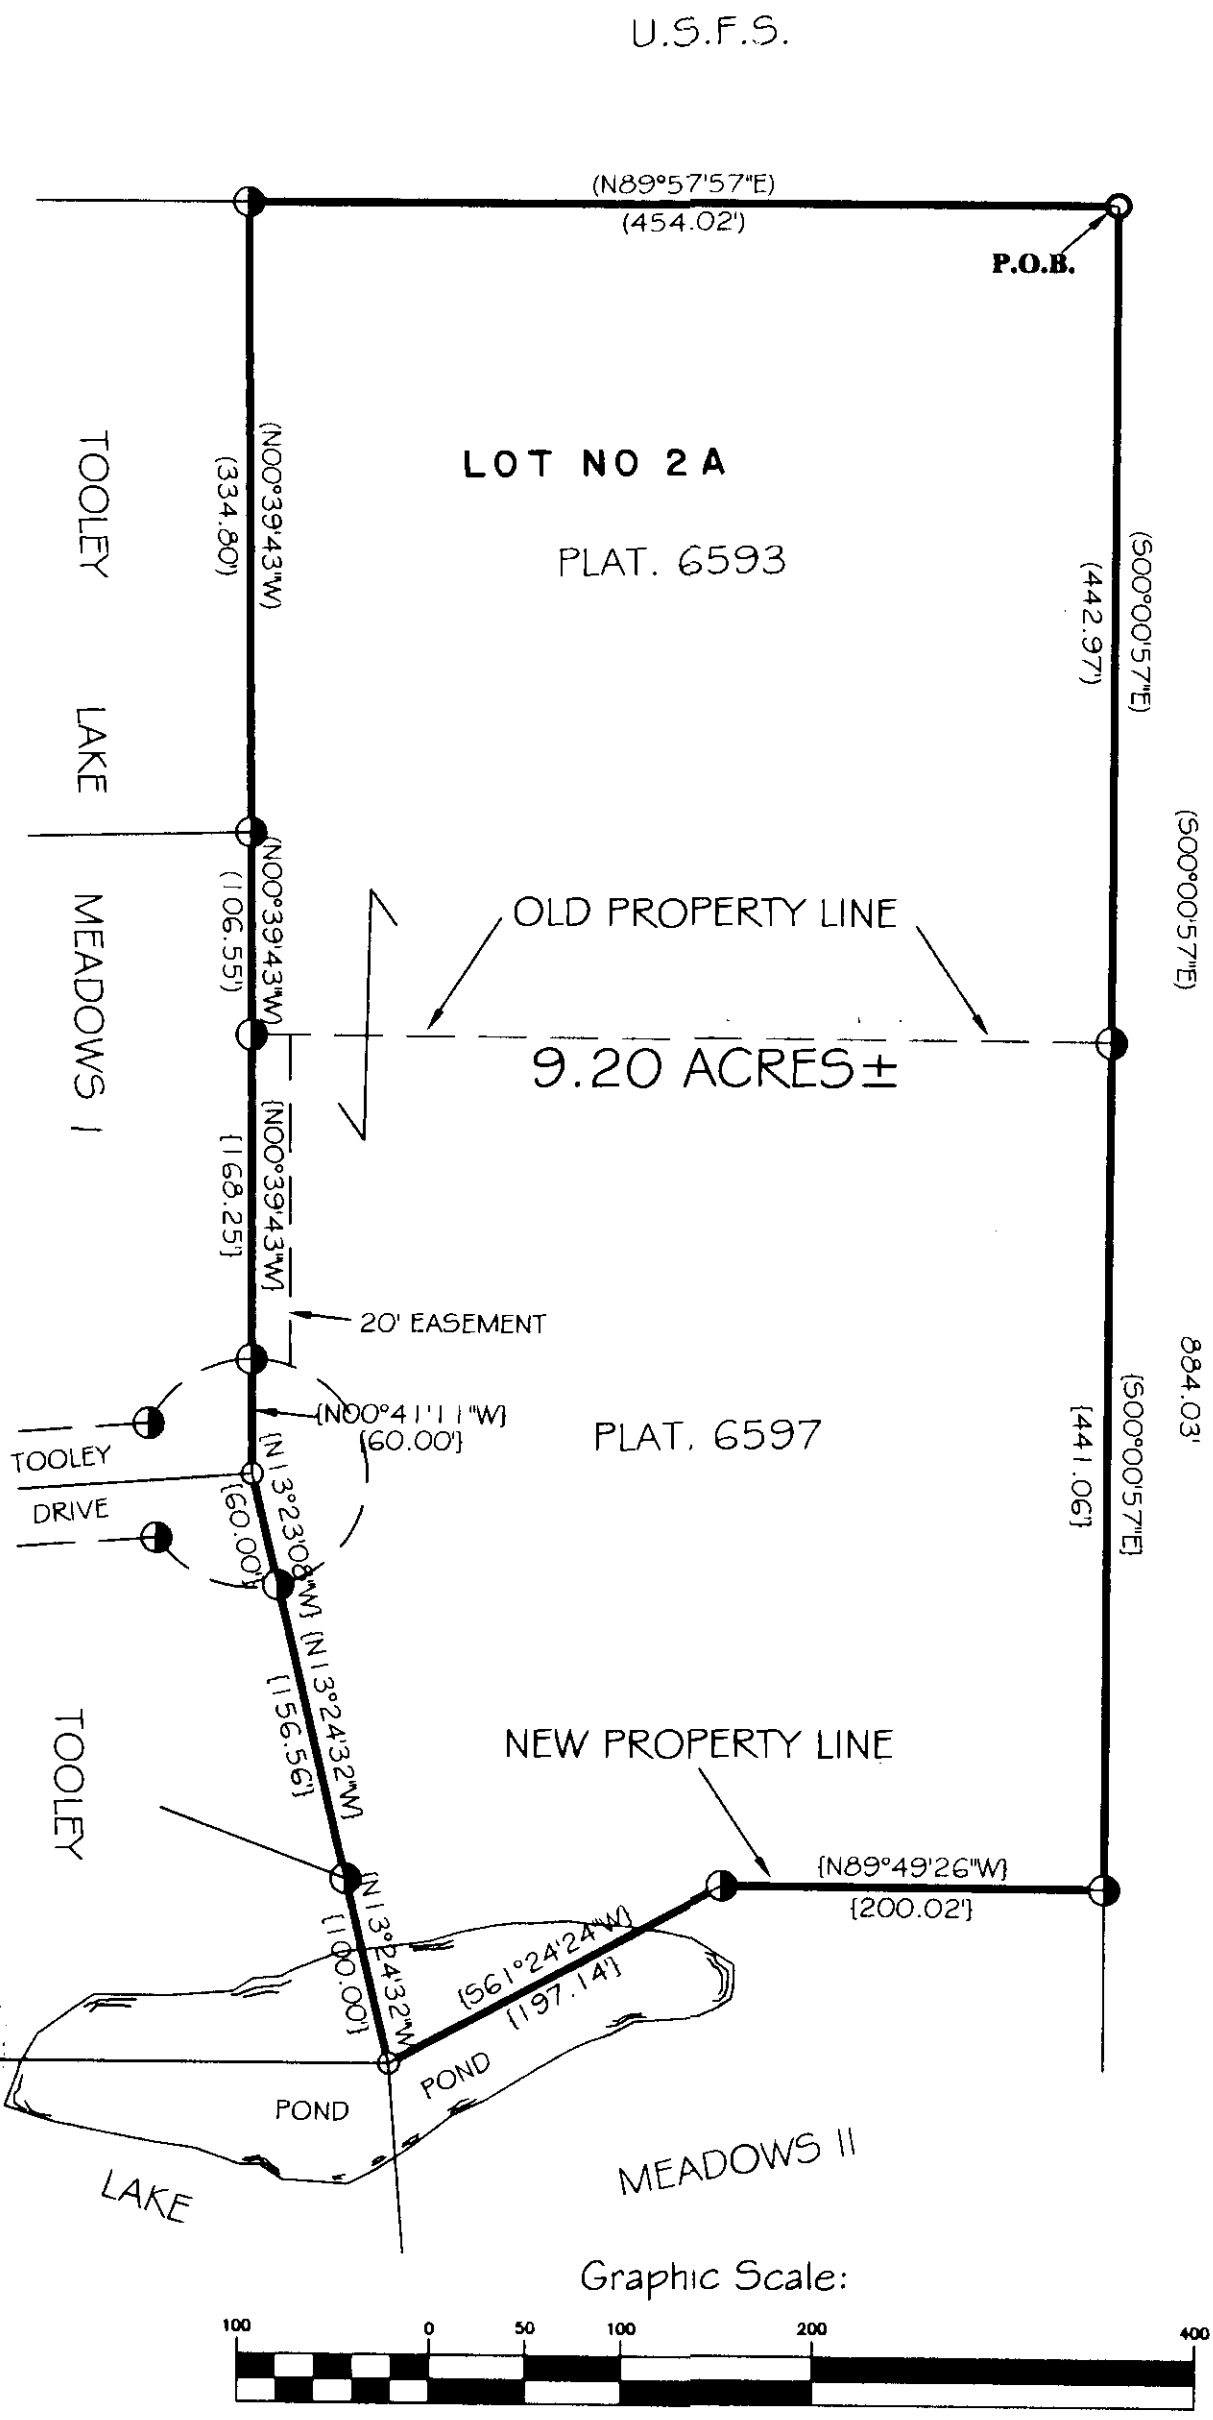 U.S.F.S.
(N89°57'57"E)
(454.02')
P.O.B.
LOT NO 2A
PLAT. 6593
(N00°39'43"W)
(334.80')
(S00°00'57"E)
(442.97')
TOOLEY LAKE MEADOWS I
(S00°00'57"E) 884.03'
(N00°39'43"W)
(106.55')
OLD PROPERTY LINE
9.20 ACRES±
{N00°39'43"W}
{168.25'}
20' EASEMENT
{N00°41'11"W}
{60.00'}
PLAT. 6597
{S00°00'57"E}
{441.06'}
TOOLEY
DRIVE
{N13°23'08"W}
{60.00'}
{N13°24'32"W}
{156.56'}
NEW PROPERTY LINE
{N89°49'26"W}
{200.02'}
{N13°24'32"W}
{100.00'}
{S61°24'24"W}
{197.14'}
POND
POND
TOOLEY
LAKE
MEADOWS II
Graphic Scale:
100 0 50 100 200 400